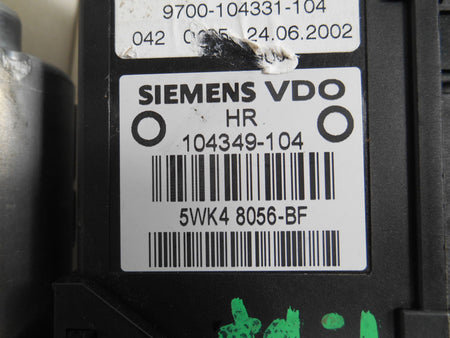 9700-104331-104
042 24.06.2002
SIEMENS VDO
HR
104349-104
5WK4 8056-BF